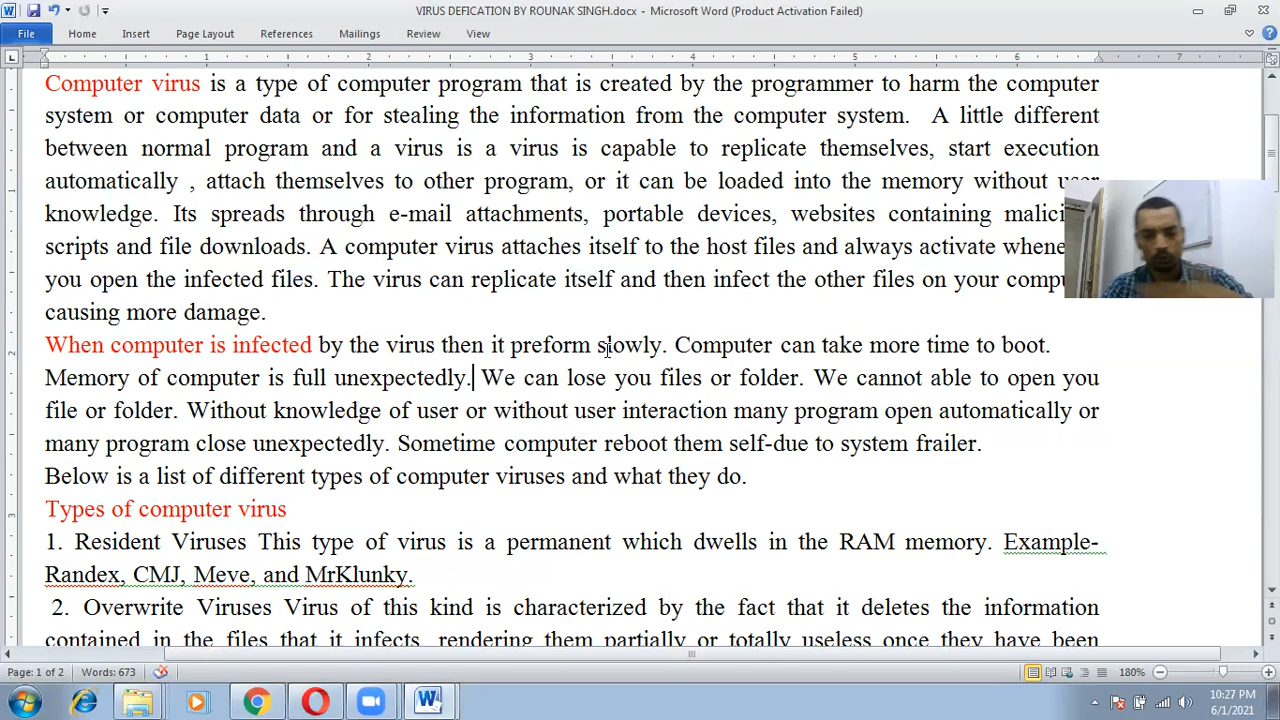 VIRUS DEFICATION BY ROUNAK SINGH.docx - Microsoft Word (Product Activation Failed)
File Home Insert Page Layout References Mailings Review View
1 2 3 4 5 6 7
Computer virus is a type of computer program that is created by the programmer to harm the computer
system or computer data or for stealing the information from the computer system. A little different
between normal program and a virus is a virus is capable to replicate themselves, start execution
automatically , attach themselves to other program, or it can be loaded into the memory without user
knowledge. Its spreads through e-mail attachments, portable devices, websites containing
scripts and file downloads. A computer virus attaches itself to the host files and always activate
you open the infected files. The virus can replicate itself and then infect the other files on your
causing more damage.
When computer is infected by the virus then it preform slowly. Computer can take more time to boot.
Memory of computer is full unexpectedly. We can lose you files or folder. We cannot able to open you
file or folder. Without knowledge of user or without user interaction many program open automatically or
many program close unexpectedly. Sometime computer reboot them self-due to system frailer.
Below is a list of different types of computer viruses and what they do.
Types of computer virus
1. Resident Viruses This type of virus is a permanent which dwells in the RAM memory. Example-
Randex, CMJ, Meve, and MrKlunky.
2. Overwrite Viruses Virus of this kind is characterized by the fact that it deletes the information
contained in the files that it infects, rendering them partially or totally useless once they have been
Page: 1 of 2 Words: 673 180%
10:27 PM
6/1/2021